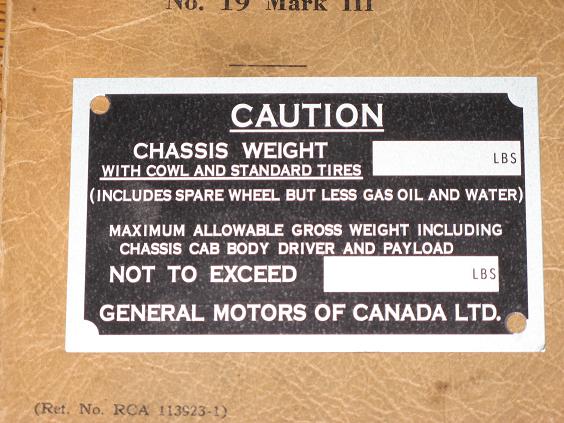 No. 19 Mark III
CAUTION
CHASSIS WEIGHT
LBS
WITH COWL AND STANDARD TIRES
(INCLUDES SPARE WHEEL BUT LESS GAS OIL AND WATER)
MAXIMUM ALLOWABLE GROSS WEIGHT INCLUDING
CHASSIS CAB BODY DRIVER AND PAYLOAD
NOT TO EXCEED LBS
GENERAL MOTORS OF CANADA LTD.
(Ret. No. RCA 113923-1)